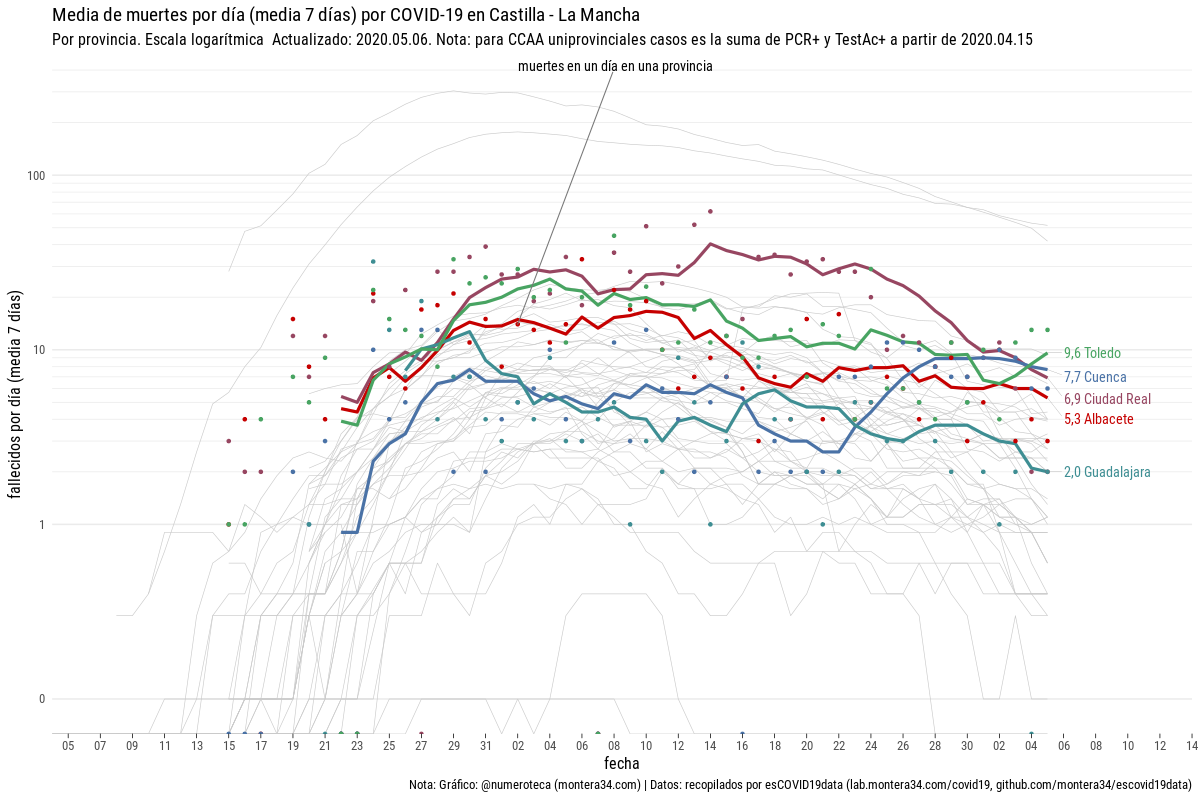 Media de muertes por día (media 7 días) por COVID-19 en Castilla - La Mancha
Por provincia. Escala logarítmica  Actualizado: 2020.05.06. Nota: para CCAA uniprovinciales casos es la suma de PCR+ y TestAc+ a partir de 2020.04.15
muertes en un día en una provincia
fallecidos por día (media  7 días)
100
10
1
0
9,6 Toledo
7,7 Cuenca
6,9 Ciudad Real
5,3 Albacete
2,0 Guadalajara
05 07 09 11 13 15 17 19 21 23 25 27 29 31 02 04 06 08 10 12 14 16 18 20 22 24 26 28 30 02 04 06 08 10 12 14
fecha
Nota: Gráfico: @numeroteca (montera34.com) | Datos: recopilados por esCOVID19data (lab.montera34.com/covid19, github.com/montera34/escovid19data)